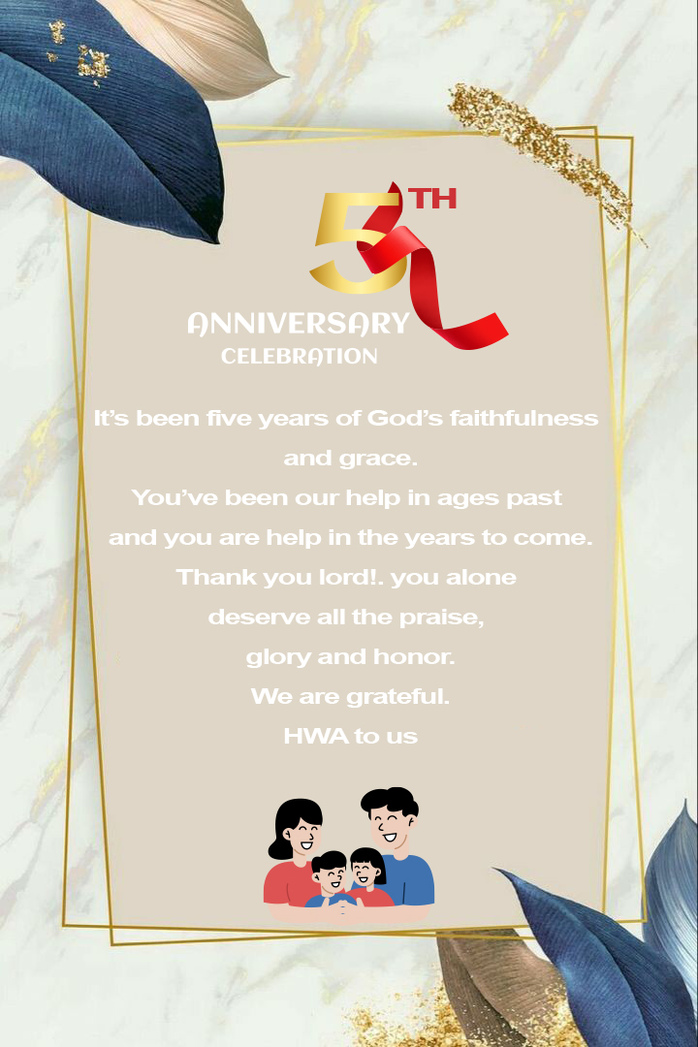 5TH
ANNIVERSARY
CELEBRATION
It’s been five years of God’s faithfulness
and grace.
You’ve been our help in ages past
and you are help in the years to come.
Thank you lord!. you alone
deserve all the praise,
glory and honor.
We are grateful.
HWA to us